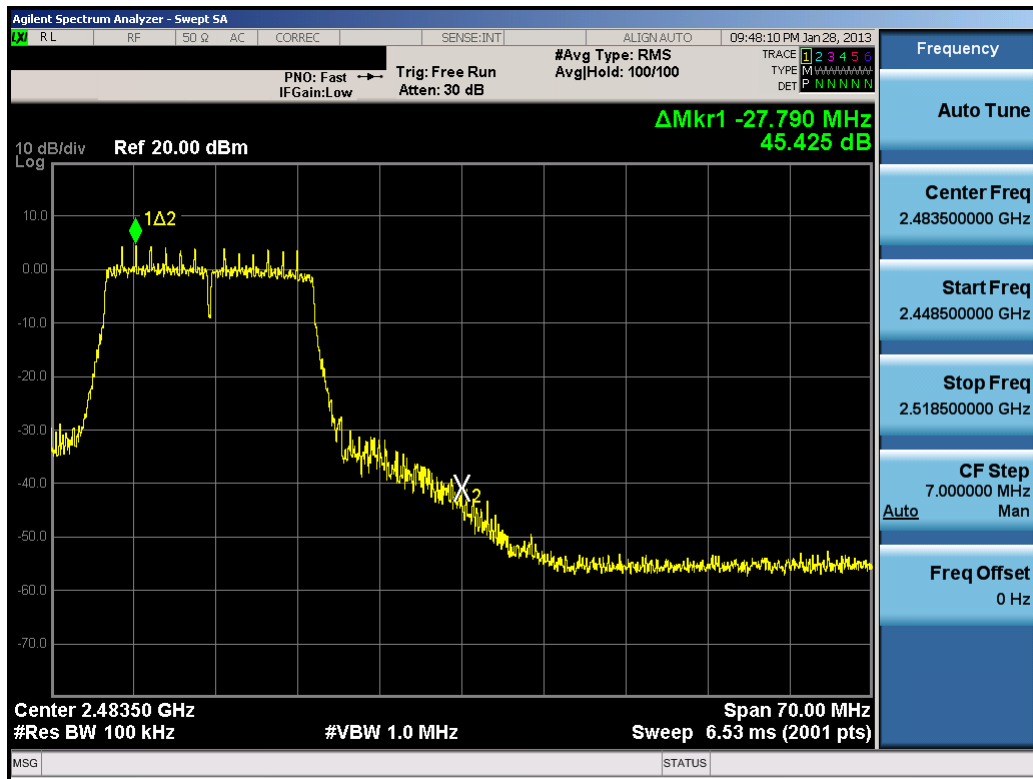 Agilent Spectrum Analyzer - Swept SA
LXI RL RF 50 Ω AC CORREC SENSE:INT ALIGNAUTO 09:48:10 PM Jan 28, 2013
PNO: Fast
IFGain:Low
Trig: Free Run
Atten: 30 dB
#Avg Type: RMS
Avg|Hold: 100/100
TRACE 1 2 3 4 5 6
TYPE MWWWWW
DET P N N N N N
ΔMkr1 -27.790 MHz
45.425 dB
10 dB/div Ref 20.00 dBm
Log
10.0
0.00
-10.0
-20.0
-30.0
-40.0
-50.0
-60.0
-70.0
1Δ2
X2
Center 2.48350 GHz Span 70.00 MHz
#Res BW 100 kHz #VBW 1.0 MHz Sweep 6.53 ms (2001 pts)
MSG STATUS
Frequency
Auto Tune
Center Freq
2.483500000 GHz
Start Freq
2.448500000 GHz
Stop Freq
2.518500000 GHz
CF Step
7.000000 MHz
Auto Man
Freq Offset
0 Hz